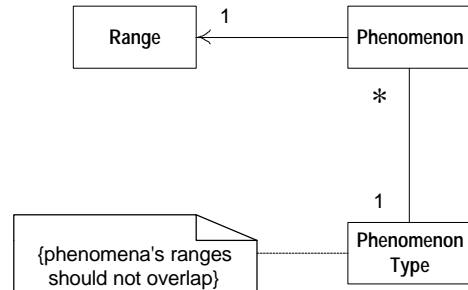 1
Range
Phenomenon
*
1
Phenomenon
Type
{phenomena's ranges
should not overlap}